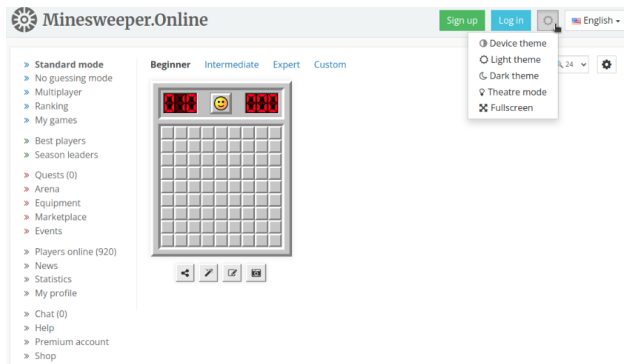 Minesweeper.Online
Sign up
Log in
English
Device theme
Light theme
Dark theme
Theatre mode
Fullscreen
24
» Standard mode
» No guessing mode
» Multiplayer
» Ranking
» My games
» Best players
» Season leaders
» Quests (0)
» Arena
» Equipment
» Marketplace
» Events
» Players online (920)
» News
» Statistics
» My profile
» Chat (0)
» Help
» Premium account
» Shop
Beginner Intermediate Expert Custom
010
000